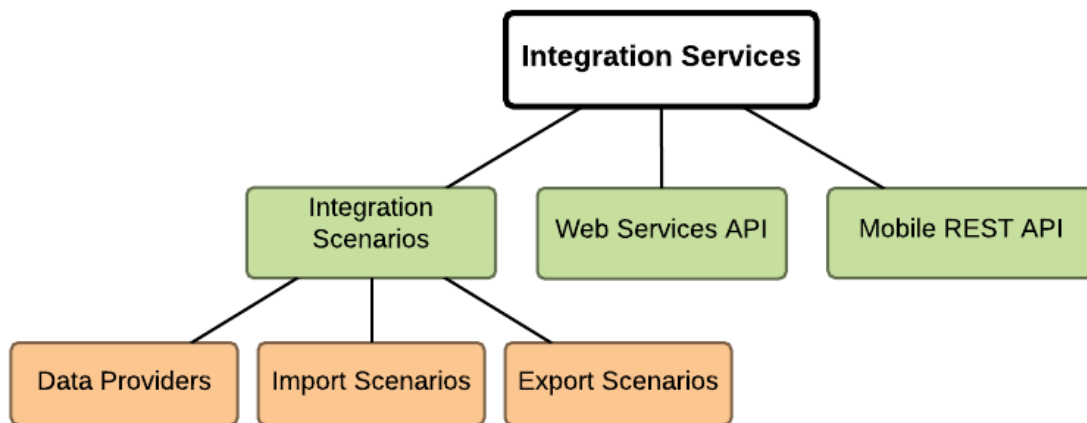 Integration Services
Integration
Scenarios
Web Services API
Mobile REST API
Data Providers
Import Scenarios
Export Scenarios